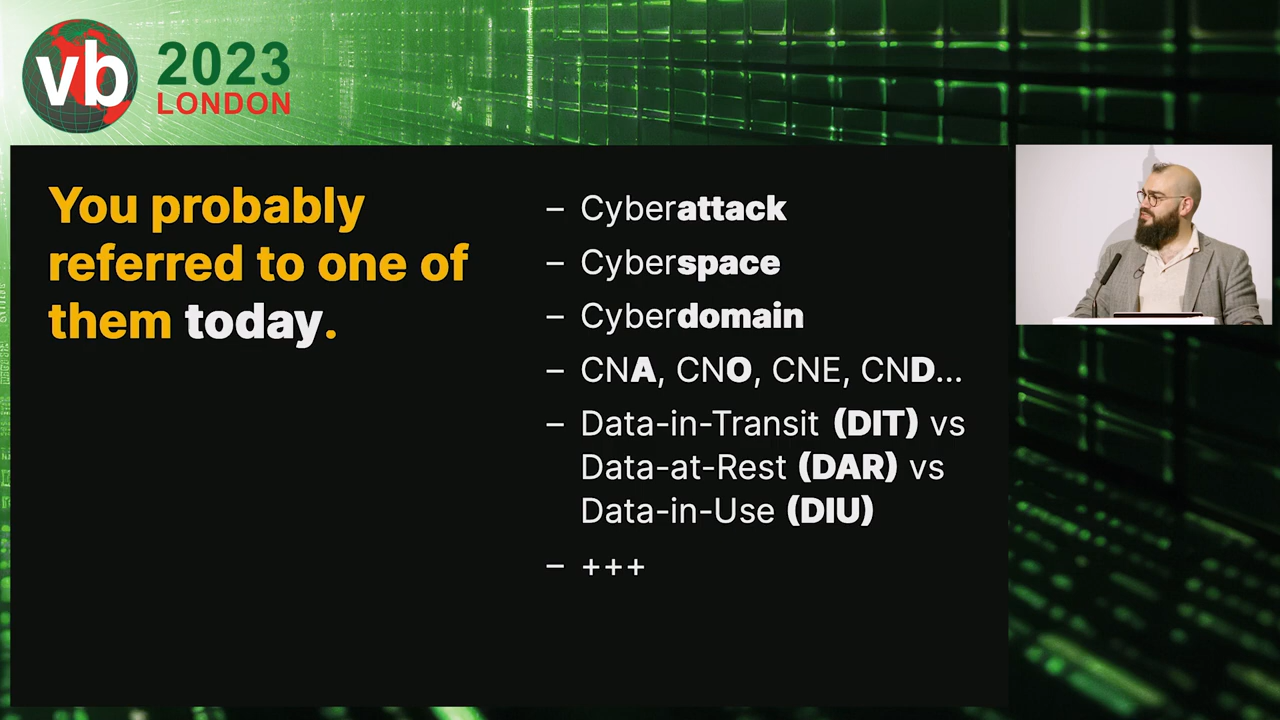 vb 2023
LONDON
You probably
referred to one of
them today.
– Cyberattack
– Cyberspace
– Cyberdomain
– CNA, CNO, CNE, CND...
– Data-in-Transit (DIT) vs
Data-at-Rest (DAR) vs
Data-in-Use (DIU)
– +++